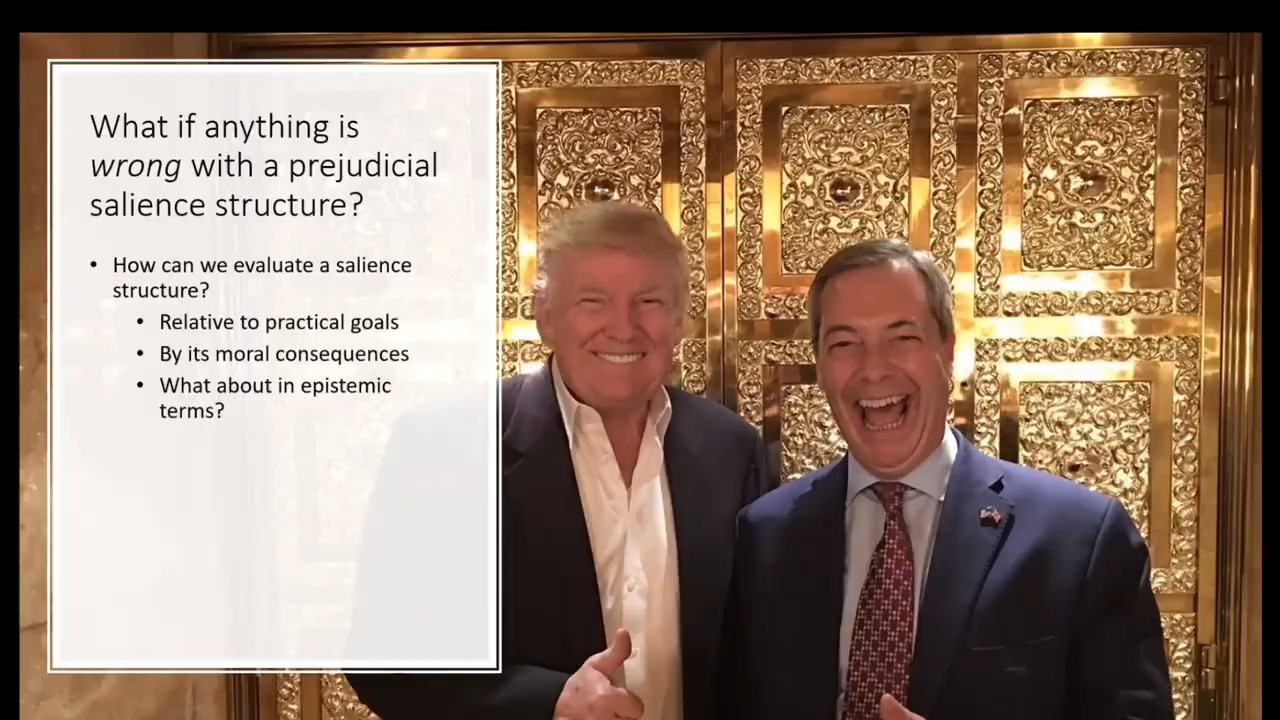 What if anything is
wrong with a prejudicial
salience structure?
• How can we evaluate a salience
structure?
• Relative to practical goals
• By its moral consequences
• What about in epistemic
terms?